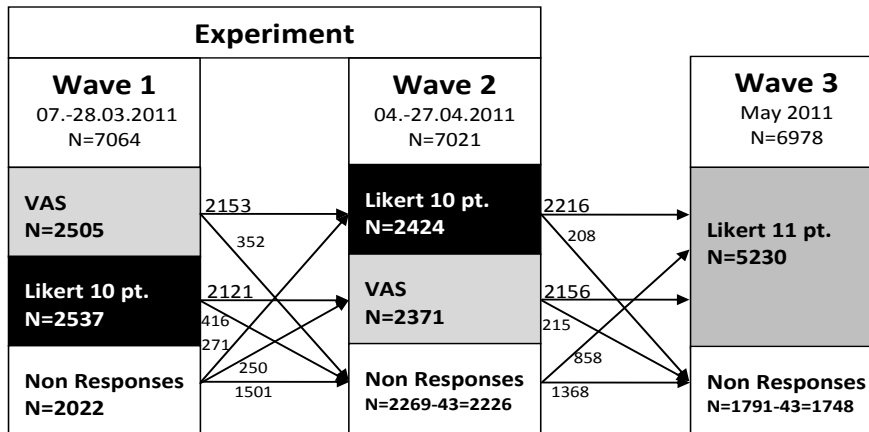 Experiment
Wave 1
07.-28.03.2011
N=7064
VAS
N=2505
Likert 10 pt.
N=2537
Non Responses
N=2022
2153
352
2121
416
271
250
1501
Wave 2
04.-27.04.2011
N=7021
Likert 10 pt.
N=2424
VAS
N=2371
Non Responses
N=2269-43=2226
2216
208
2156
215
858
1368
Wave 3
May 2011
N=6978
Likert 11 pt.
N=5230
Non Responses
N=1791-43=1748